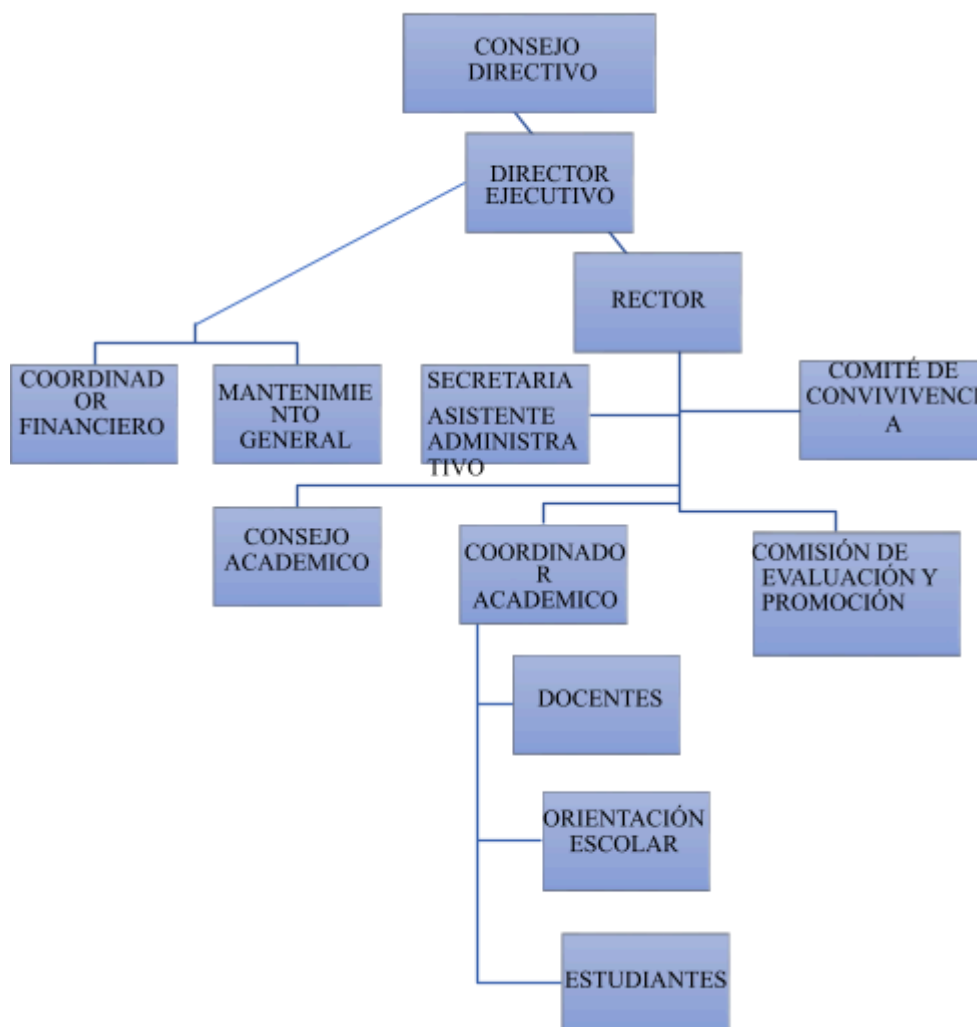 CONSEJO
DIRECTIVO
DIRECTOR
EJECUTIVO
RECTOR
COORDINAD
OR
FINANCIERO
MANTENIMIE
NTO
GENERAL
SECRETARIA
ASISTENTE
ADMINISTRA
TIVO
COMITÉ DE
CONVIVIVENCI
A
CONSEJO
ACADEMICO
COORDINADO
R
ACADEMICO
COMISIÓN DE
EVALUACIÓN Y
PROMOCIÓN
DOCENTES
ORIENTACIÓN
ESCOLAR
ESTUDIANTES